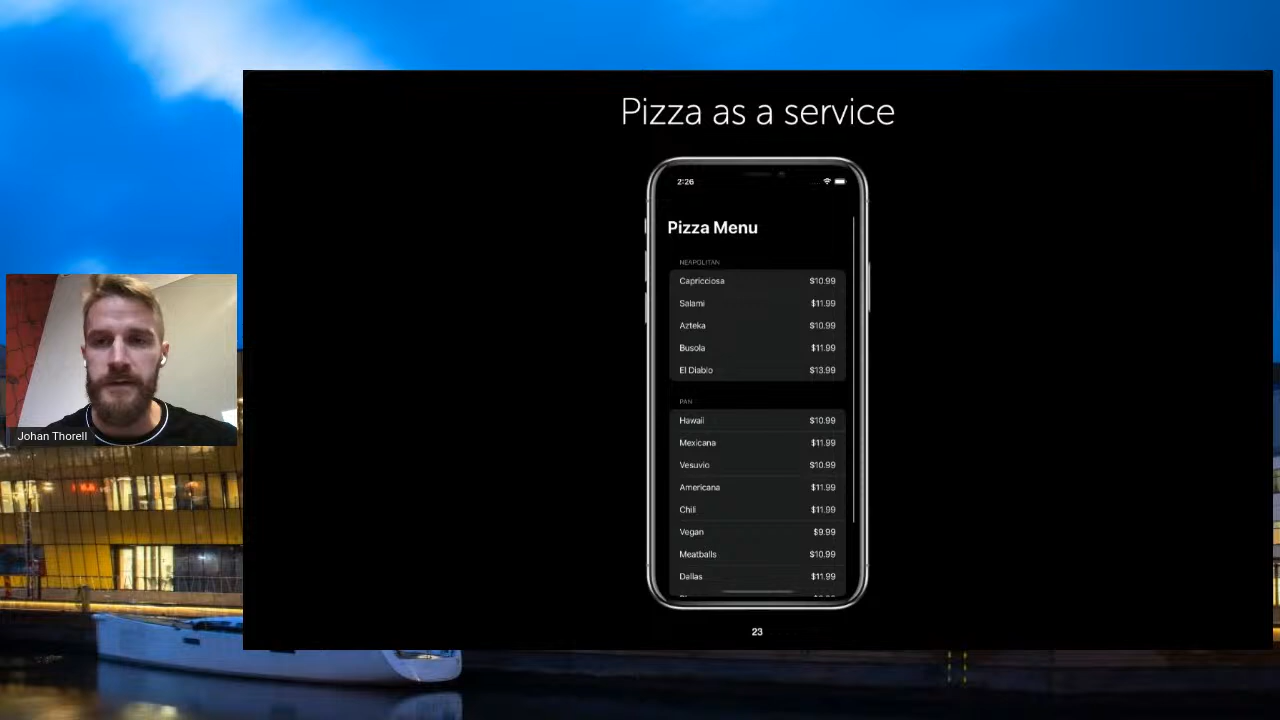 Pizza as a service
2:26
Pizza Menu
NEAPOLITAN
Capricciosa $10.99
Salami $11.99
Azteka $10.99
Busola $11.99
El Diablo $13.99
PAN
Hawaii $10.99
Mexicana $11.99
Vesuvio $10.99
Americana $11.99
Chili $11.99
Vegan $9.99
Meatballs $10.99
Dallas $11.99
23
Johan Thorell